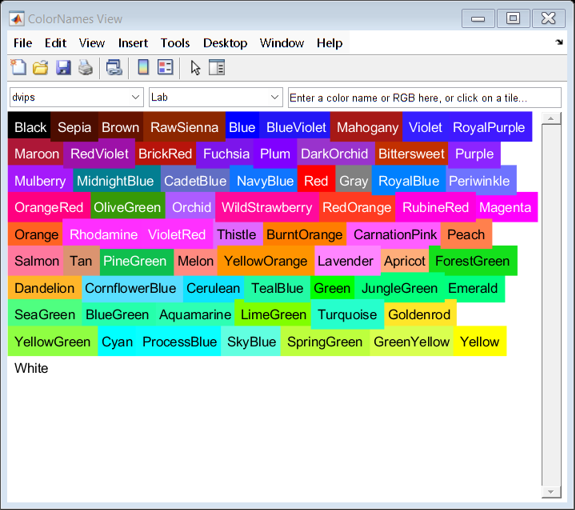 ColorNames View
File Edit View Insert Tools Desktop Window Help
dvips Lab Enter a color name or RGB here, or click on a tile...
Black Sepia Brown RawSienna Blue BlueViolet Mahogany Violet RoyalPurple
Maroon RedViolet BrickRed Fuchsia Plum DarkOrchid Bittersweet Purple
Mulberry MidnightBlue CadetBlue NavyBlue Red Gray RoyalBlue Periwinkle
OrangeRed OliveGreen Orchid WildStrawberry RedOrange RubineRed Magenta
Orange Rhodamine VioletRed Thistle BurntOrange CarnationPink Peach
Salmon Tan PineGreen Melon YellowOrange Lavender Apricot ForestGreen
Dandelion CornflowerBlue Cerulean TealBlue Green JungleGreen Emerald
SeaGreen BlueGreen Aquamarine LimeGreen Turquoise Goldenrod
YellowGreen Cyan ProcessBlue SkyBlue SpringGreen GreenYellow Yellow
White